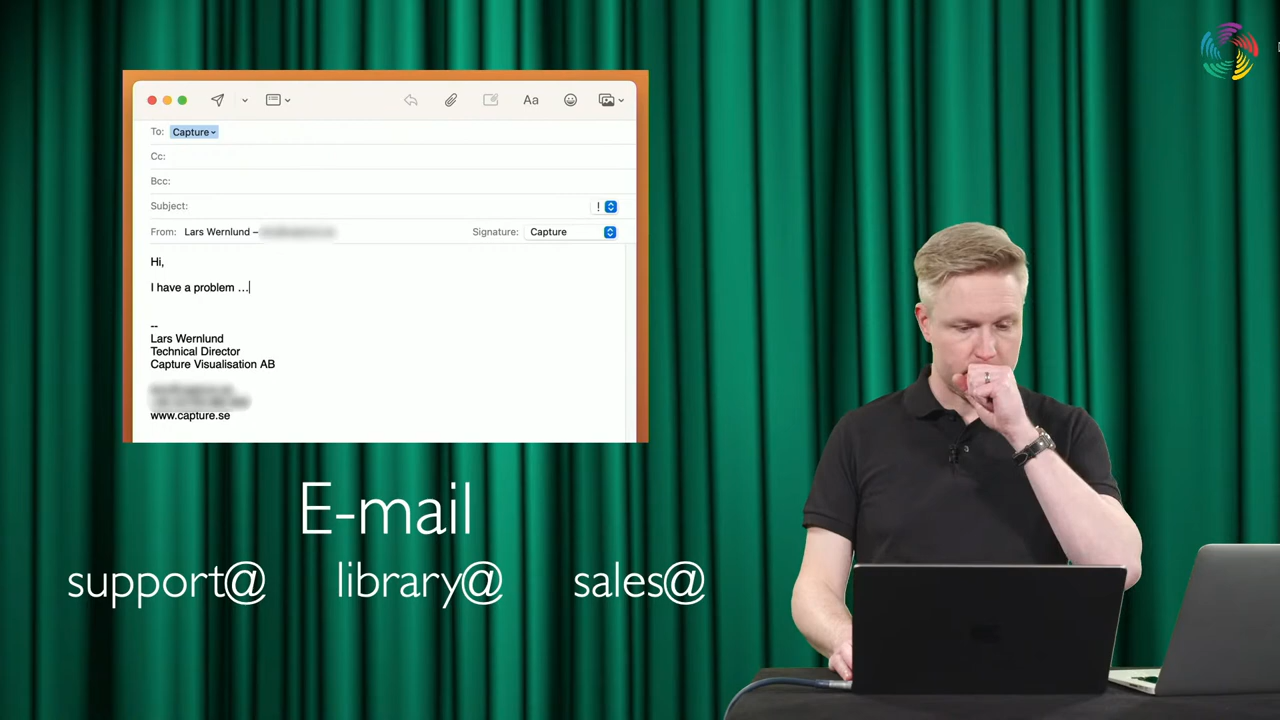 Aa
To: Capture
Cc:
Bcc:
Subject: !
From: Lars Wernlund – Signature: Capture
Hi,
I have a problem ...
--
Lars Wernlund
Technical Director
Capture Visualisation AB
www.capture.se
E-mail
support@ library@ sales@